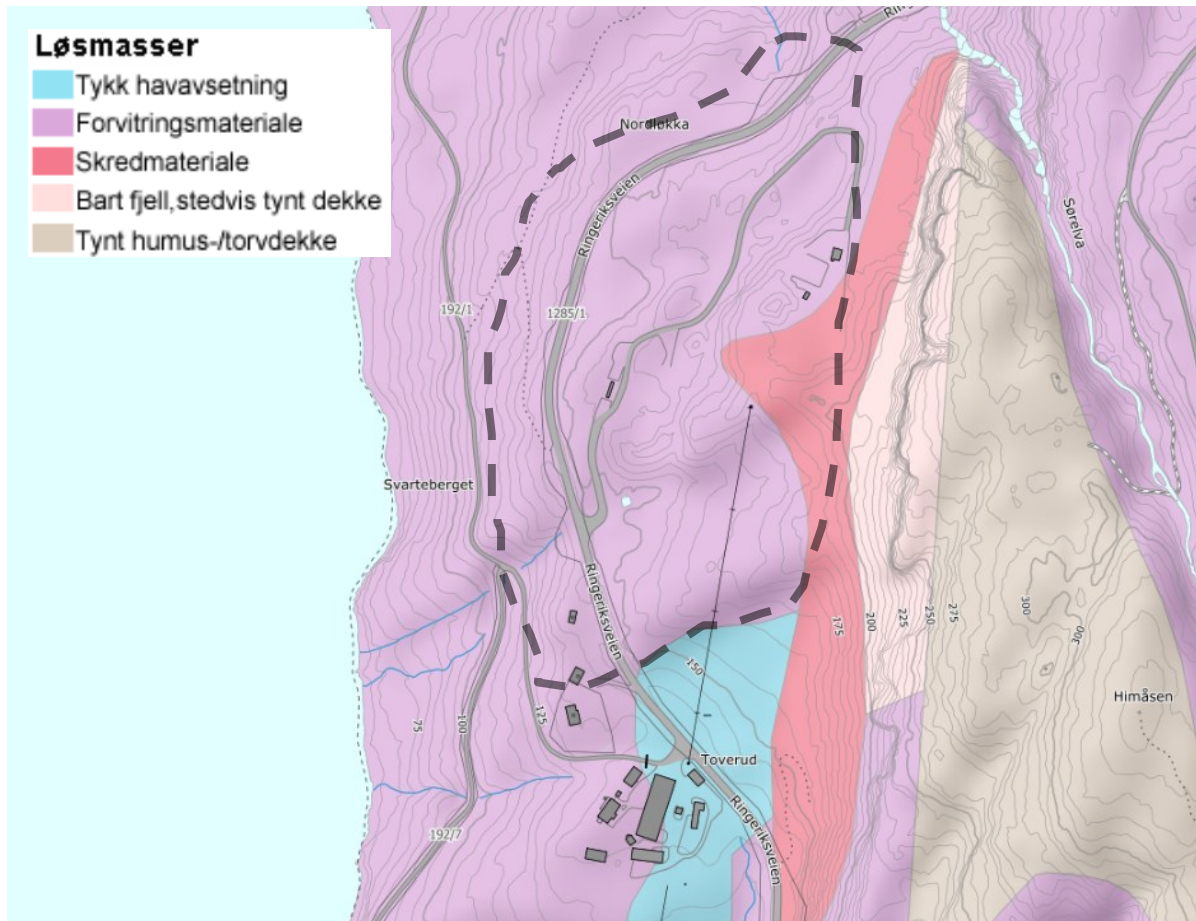 Løsmasser
Tykk havavsetning
Forvitringsmateriale
Skredmateriale
Bart fjell,stedvis tynt dekke
Tynt humus-/torvdekke
Nordløkka
Ringeriksveien
Sørelva
192/1
1285/1
Svarteberget
Ringeriksveien
175
200
225
250
275
300
300
150
Himåsen
75
100
125
Toverud
Ringeriksveien
192/7